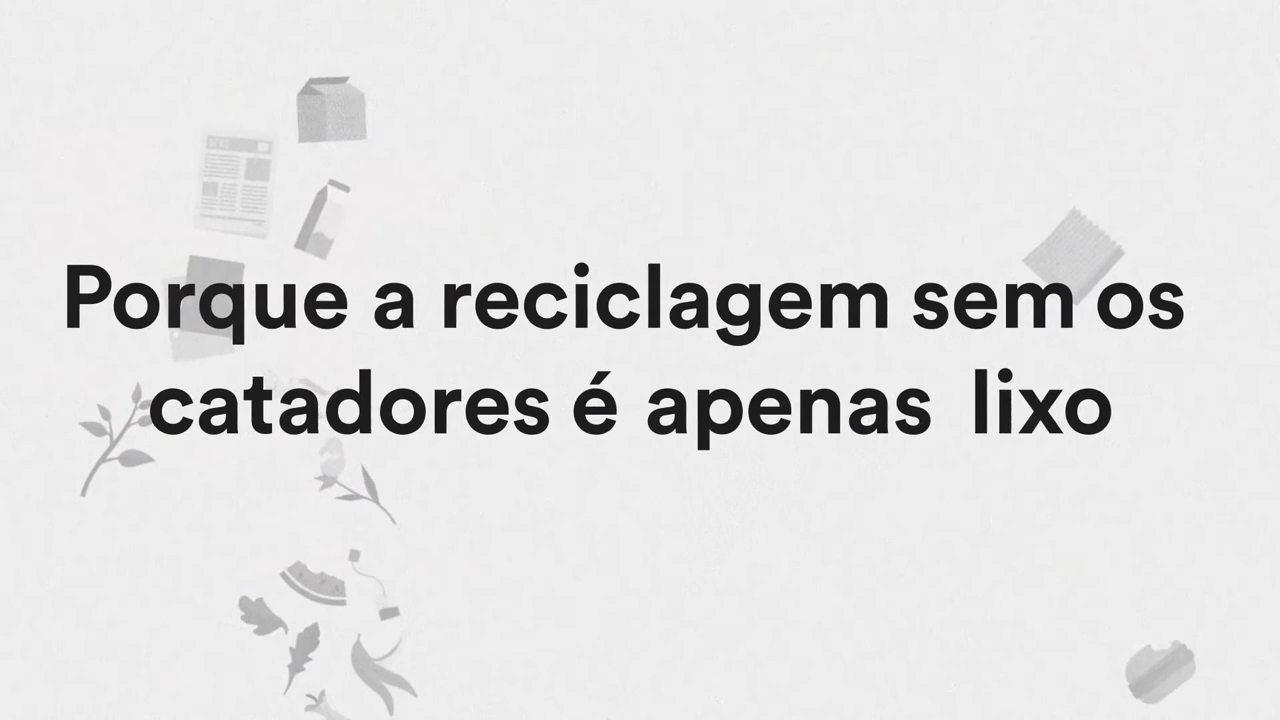 Porque a reciclagem sem os
catadores é apenas lixo